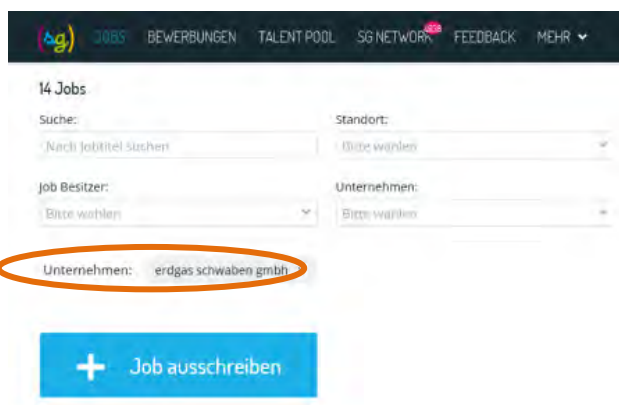 (sg) JOBS BEWERBUNGEN TALENT POOL SG NETWORK FEEDBACK MEHR
14 Jobs
Suche: Standort:
Nach Jobtitel suchen Bitte wählen
Job Besitzer: Unternehmen:
Bitte wählen Bitte wählen
Unternehmen: erdgas schwaben gmbh
+ Job ausschreiben